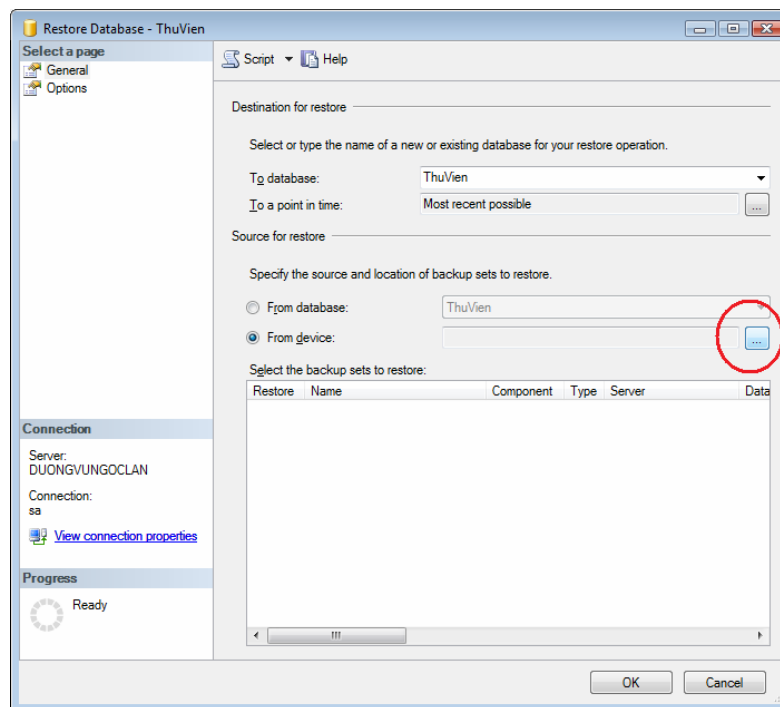 Restore Database - ThuVien
Select a page
General
Options
Script
Help
Destination for restore
Select or type the name of a new or existing database for your restore operation.
To database:
ThuVien
To a point in time:
Most recent possible
...
Source for restore
Specify the source and location of backup sets to restore.
From database:
ThuVien
From device:
...
Select the backup sets to restore:
Restore Name Component Type Server Data
Connection
Server:
DUONGVUNGOCLAN
Connection:
sa
View connection properties
Progress
Ready
OK
Cancel